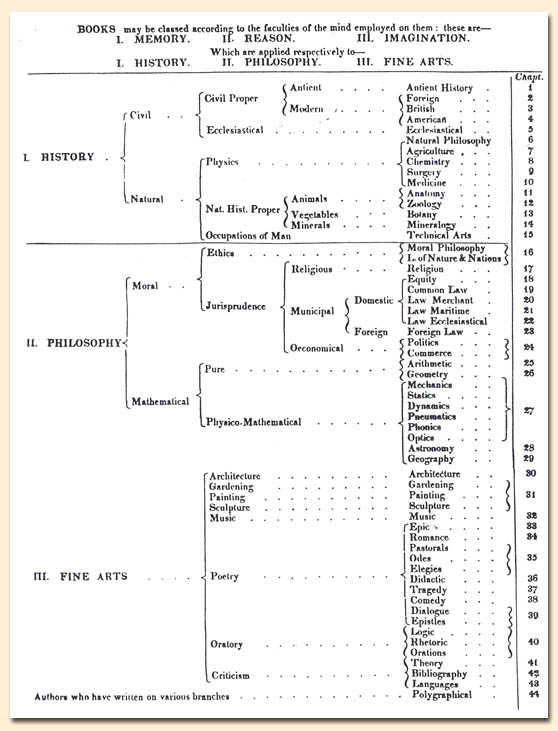 BOOKS may be classed according to the faculties of the mind employed on them: these are—
I. MEMORY. II. REASON. III. IMAGINATION.
Which are applied respectively to—
I. HISTORY. II. PHILOSOPHY. III. FINE ARTS.
Chapt.
Antient . . . . Antient History . 1
Civil Proper Foreign . . . 2
Modern . . . . British . . . 3
Civil . . American . . . 4
Ecclesiastical . . . . . . . . . Ecclesiastical . . 5
Natural Philosophy 6
I. HISTORY . Agriculture . . 7
Physics . . . . . . . . . Chemistry . . 8
Surgery . . . 9
Medicine . . . 10
Natural . . Animals . . . . Anatomy . . . 11
Zoology . . . 12
Nat. Hist. Proper Vegetables . . . Botany . . . 13
Minerals . . . Mineralogy . . 14
Occupations of Man Technical Arts . 15
Ethics . . . . . . . . . Moral Philosophy
L. of Nature & Nations 16
Religious . . . . Religion . . . 17
Moral . . Equity . . . 18
Common Law . . 19
Jurisprudence Municipal Domestic Law Merchant . 20
Law Maritime . 21
Law Ecclesiastical 22
Foreign Foreign Law . . 23
II. PHILOSOPHY Oeconomical . . . Politics . . .
Commerce . . . 24
Pure . . . . . . . . . Arithmetic . . . 25
Geometry . . . 26
Mechanics . . .
Mathematical Statics . . . .
Dynamics . . .
Physico-Mathematical . . . . . . Pneumatics . . 27
Phonics . . .
Optics . . . .
Astronomy . . 28
Geography . . 29
Architecture . . . . . . . . . Architecture . . 30
Gardening . . . . . . . . . Gardening . .
Painting . . . . . . . . . Painting . . . 31
Sculpture . . . . . . . . . Sculpture . .
Music . . . . . . . . . Music . . . . 32
Epic . . . . 33
Romance . . . 34
Pastorals . .
Odes . . . . 35
Elegies . . .
III. FINE ARTS . . . . Poetry . . . . . . . . . Didactic . . . 36
Tragedy . . . 37
Comedy . . . 38
Dialogue . .
Epistles . . . 39
Logic . . . .
Oratory . . . . . . . . . Rhetoric . . . 40
Orations . . .
Theory . . . 41
Criticism . . . . . . . . . Bibliography . . 42
Languages . . 43
Authors who have written on various branches . . . . . . . . . Polygraphical . 44